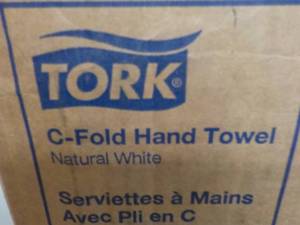 TORK®
C-Fold Hand Towel
Natural White
Serviettes à Mains
Avec Pli en C